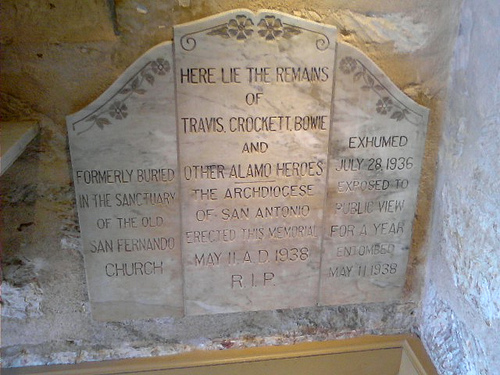 HERE LIE THE REMAINS
OF
TRAVIS, CROCKETT, BOWIE
AND
OTHER ALAMO HEROES
THE ARCHDIOCESE
OF SAN ANTONIO
ERECTED THIS MEMORIAL
MAY 11, A.D. 1938
R.I.P.
FORMERLY BURIED
IN THE SANCTUARY
OF THE OLD
SAN FERNANDO
CHURCH
EXHUMED
JULY 28, 1936
EXPOSED TO
PUBLIC VIEW
FOR A YEAR
ENTOMBED
MAY 11, 1938